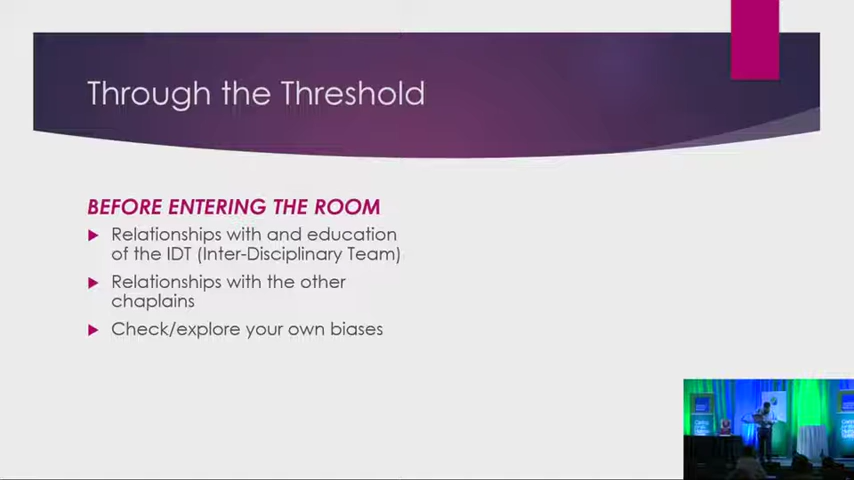 Through the Threshold
BEFORE ENTERING THE ROOM
Relationships with and education
of the IDT (Inter-Disciplinary Team)
Relationships with the other
chaplains
Check/explore your own biases